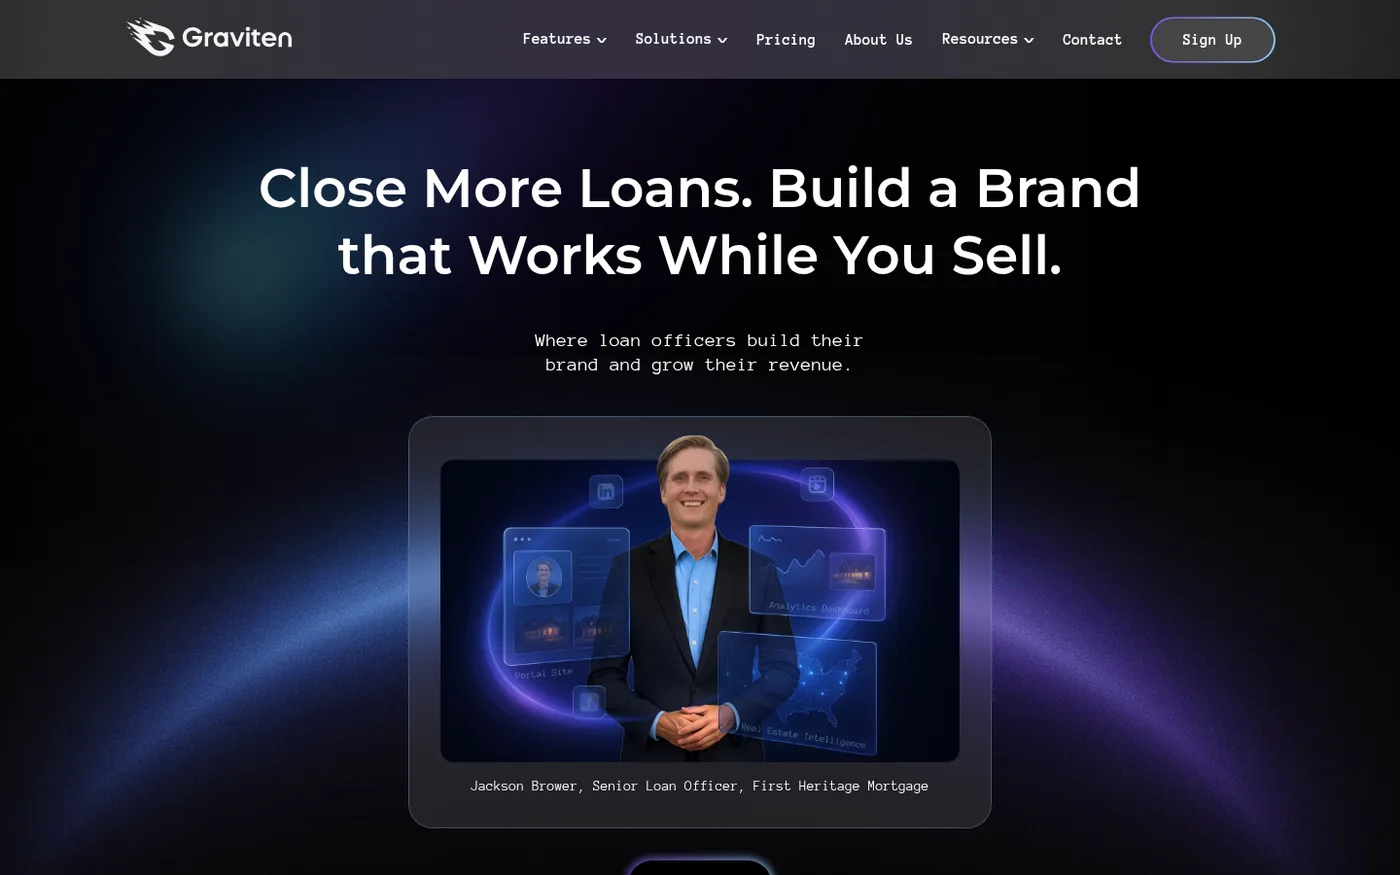 Graviten
Features
Solutions
Pricing
About Us
Resources
Contact
Sign Up
Close More Loans. Build a Brand
that Works While You Sell.
Where loan officers build their
brand and grow their revenue.
Analytics Dashboard
Portal Site
Real Estate Intelligence
Jackson Brower, Senior Loan Officer, First Heritage Mortgage